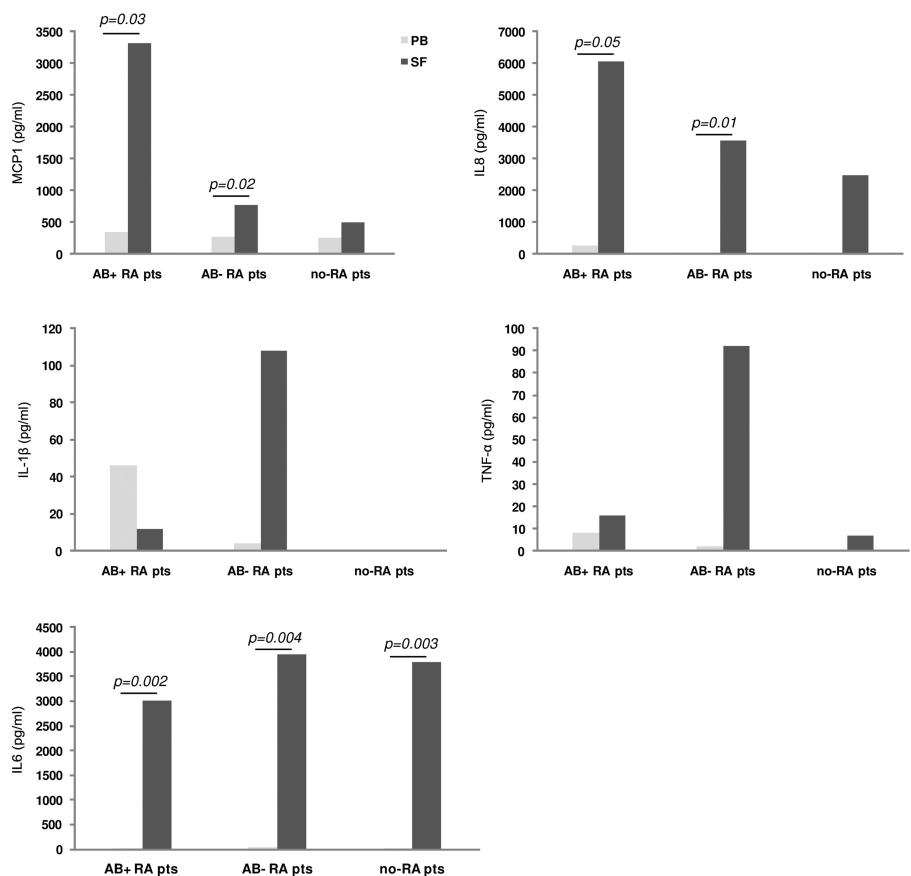 p=0.03
3500
3000
2500
2000
1500
1000
500
0
MCP1 (pg/ml)
p=0.02
PB
SF
AB+ RA pts
AB- RA pts
no-RA pts
p=0.05
7000
6000
5000
4000
3000
2000
1000
0
IL8 (pg/ml)
p=0.01
AB+ RA pts
AB- RA pts
no-RA pts
120
100
80
60
40
20
0
IL-1β (pg/ml)
AB+ RA pts
AB- RA pts
no-RA pts
100
90
80
70
60
50
40
30
20
10
0
TNF-α (pg/ml)
AB+ RA pts
AB- RA pts
no-RA pts
4500
4000
3500
3000
2500
2000
1500
1000
500
0
IL6 (pg/ml)
p=0.002
p=0.004
p=0.003
AB+ RA pts
AB- RA pts
no-RA pts